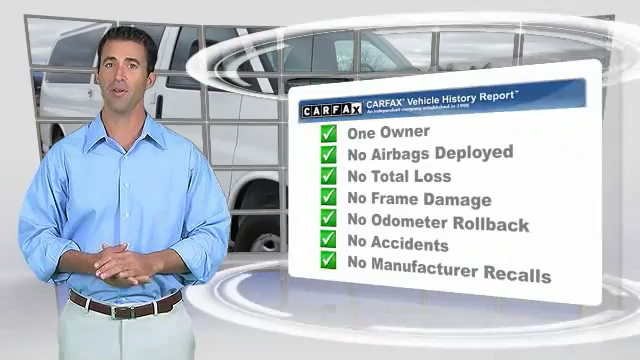 CARFAX CARFAX® Vehicle History Report™
An independent company established in 1986
One Owner
No Airbags Deployed
No Total Loss
No Frame Damage
No Odometer Rollback
No Accidents
No Manufacturer Recalls